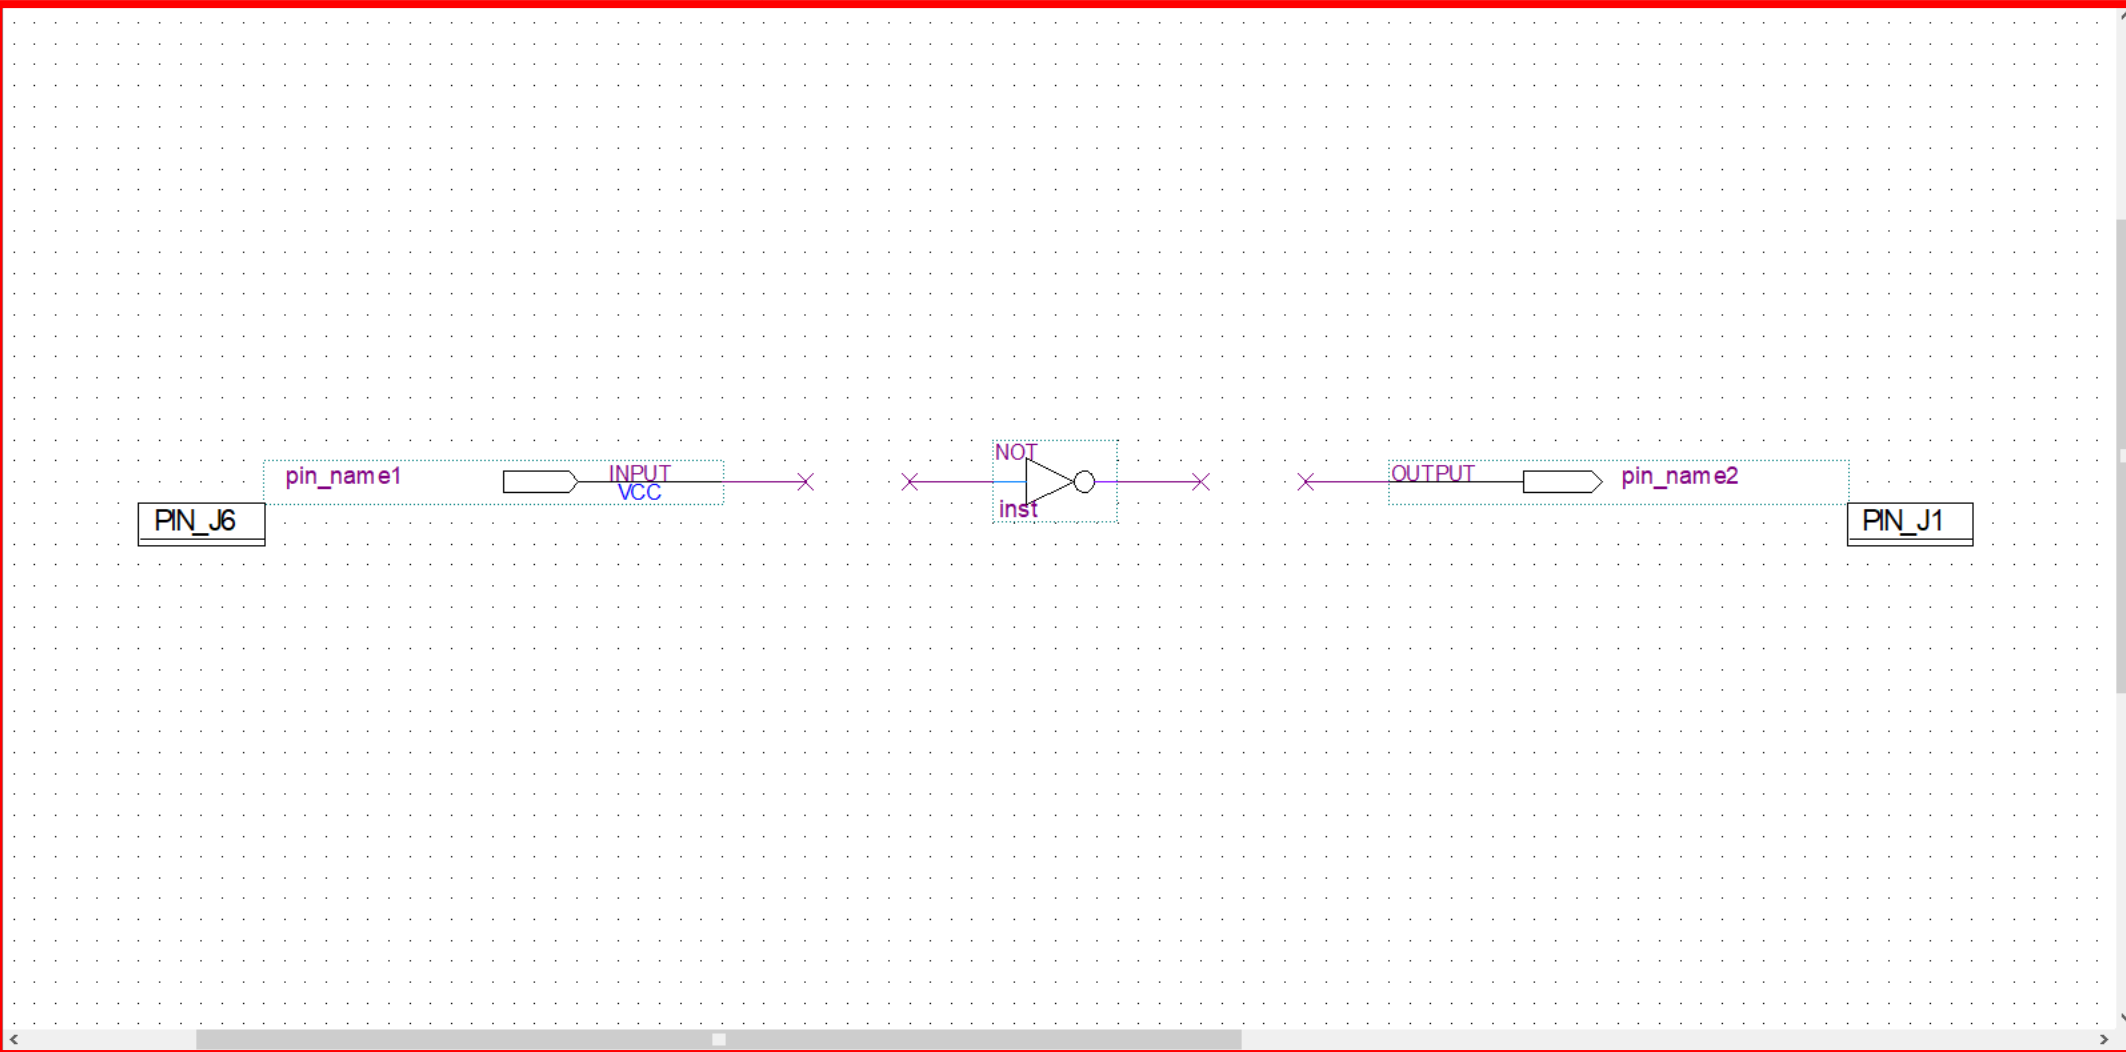 NOT
pin_name1
INPUT
VCC
OUTPUT
pin_name2
inst
PIN_J6
PIN_J1